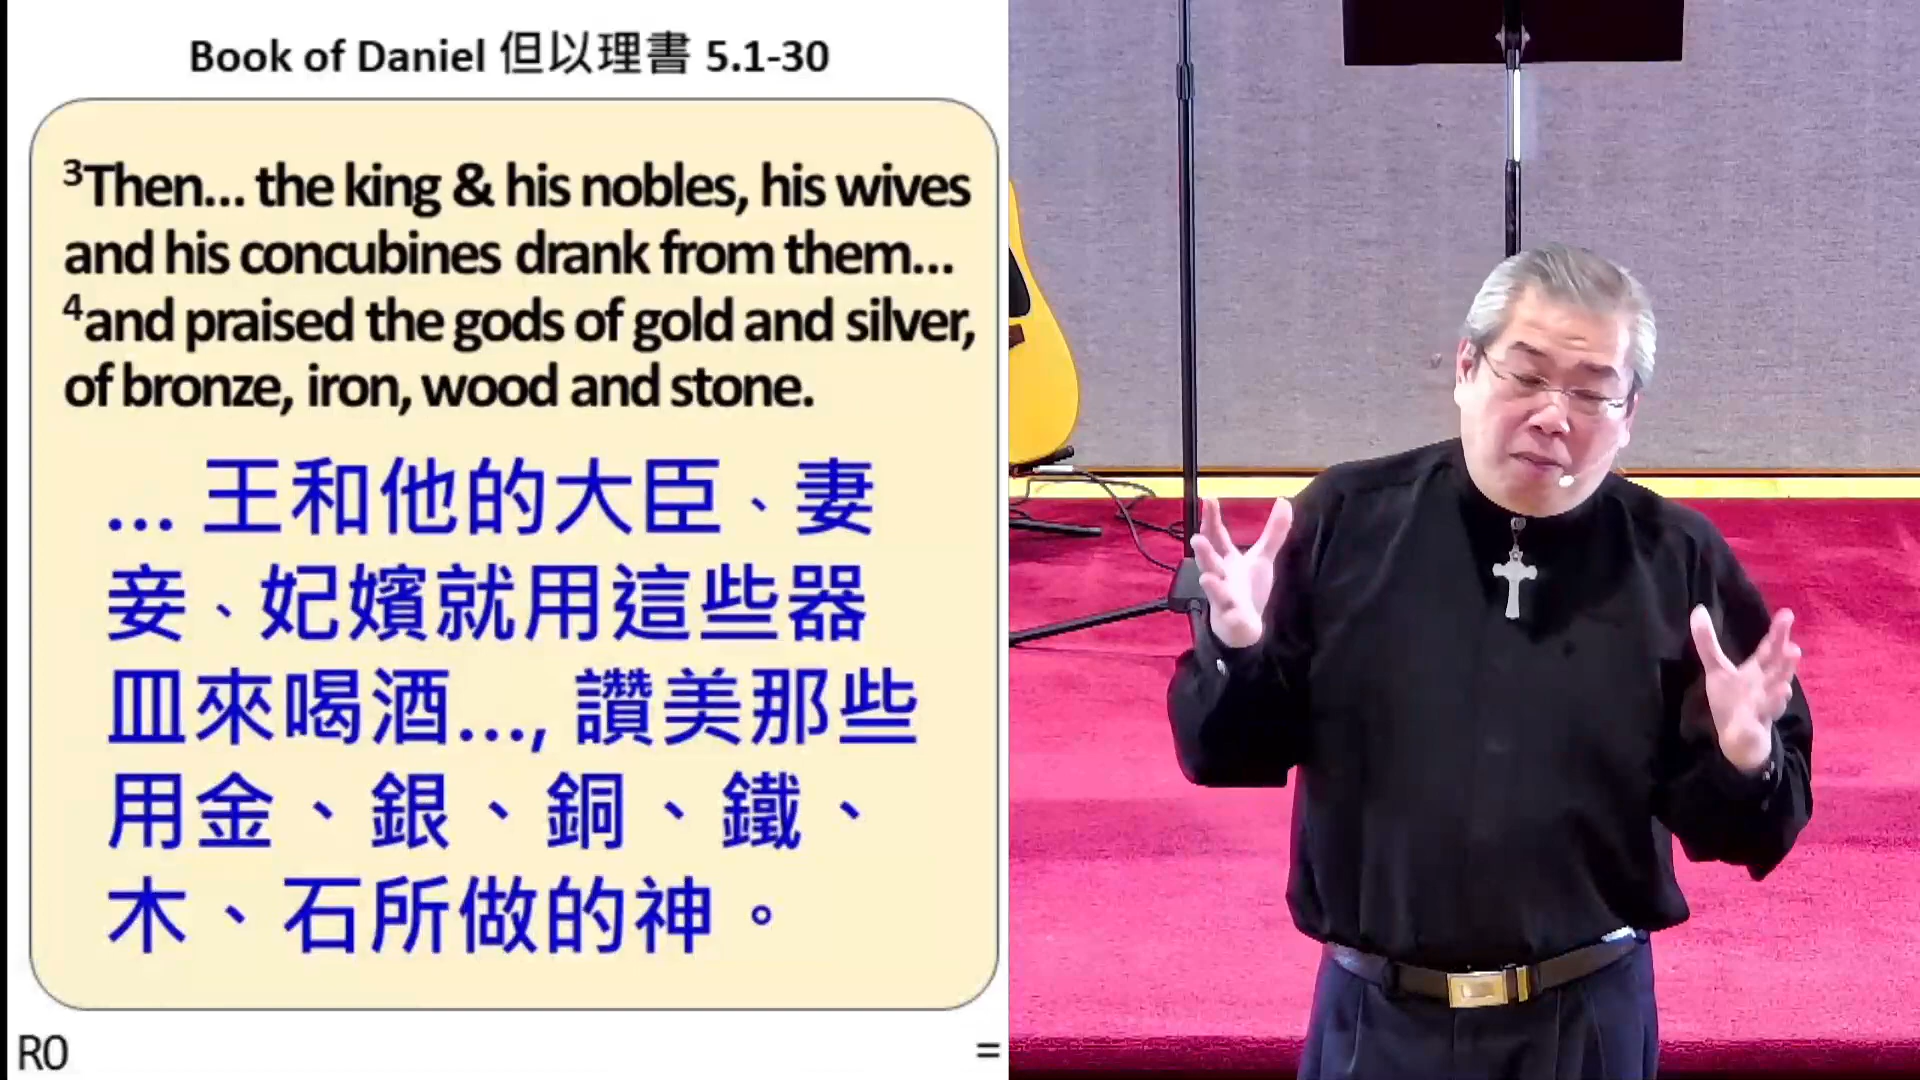 Book of Daniel 但以理書 5.1-30
³Then... the king & his nobles, his wives
and his concubines drank from them...
⁴and praised the gods of gold and silver,
of bronze, iron, wood and stone.
... 王和他的大臣、妻
妾、妃嬪就用這些器
皿來喝酒..., 讚美那些
用金、銀、銅、鐵、
木、石所做的神。
R0
=